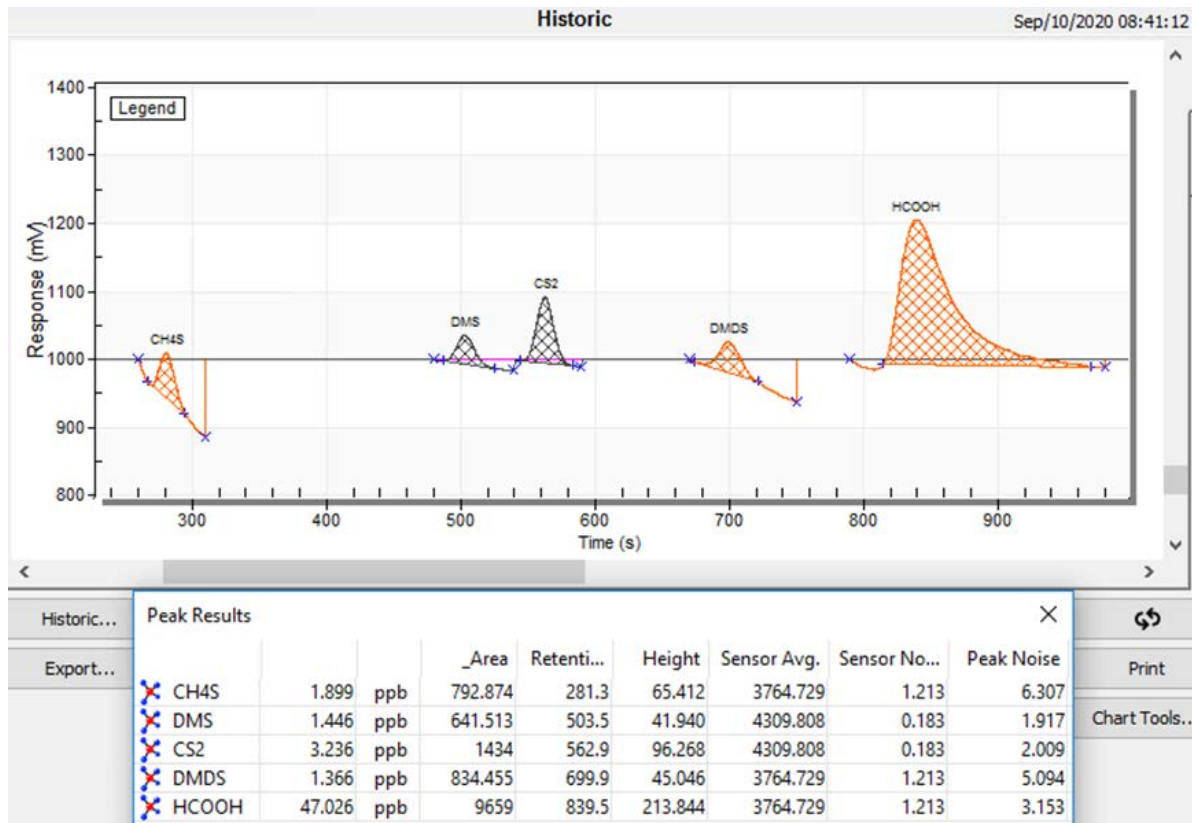 Historic
Sep/10/2020 08:41:12
Legend
1400
1300
1200
1100
1000
900
800
Response (mV)
CH4S
DMS
CS2
DMDS
HCOOH
300 400 500 600 700 800 900
Time (s)
Historic...
Export...
Print
Chart Tools..
Peak Results
_Area Retenti... Height Sensor Avg. Sensor No... Peak Noise
CH4S 1.899 ppb 792.874 281.3 65.412 3764.729 1.213 6.307
DMS 1.446 ppb 641.513 503.5 41.940 4309.808 0.183 1.917
CS2 3.236 ppb 1434 562.9 96.268 4309.808 0.183 2.009
DMDS 1.366 ppb 834.455 699.9 45.046 3764.729 1.213 5.094
HCOOH 47.026 ppb 9659 839.5 213.844 3764.729 1.213 3.153